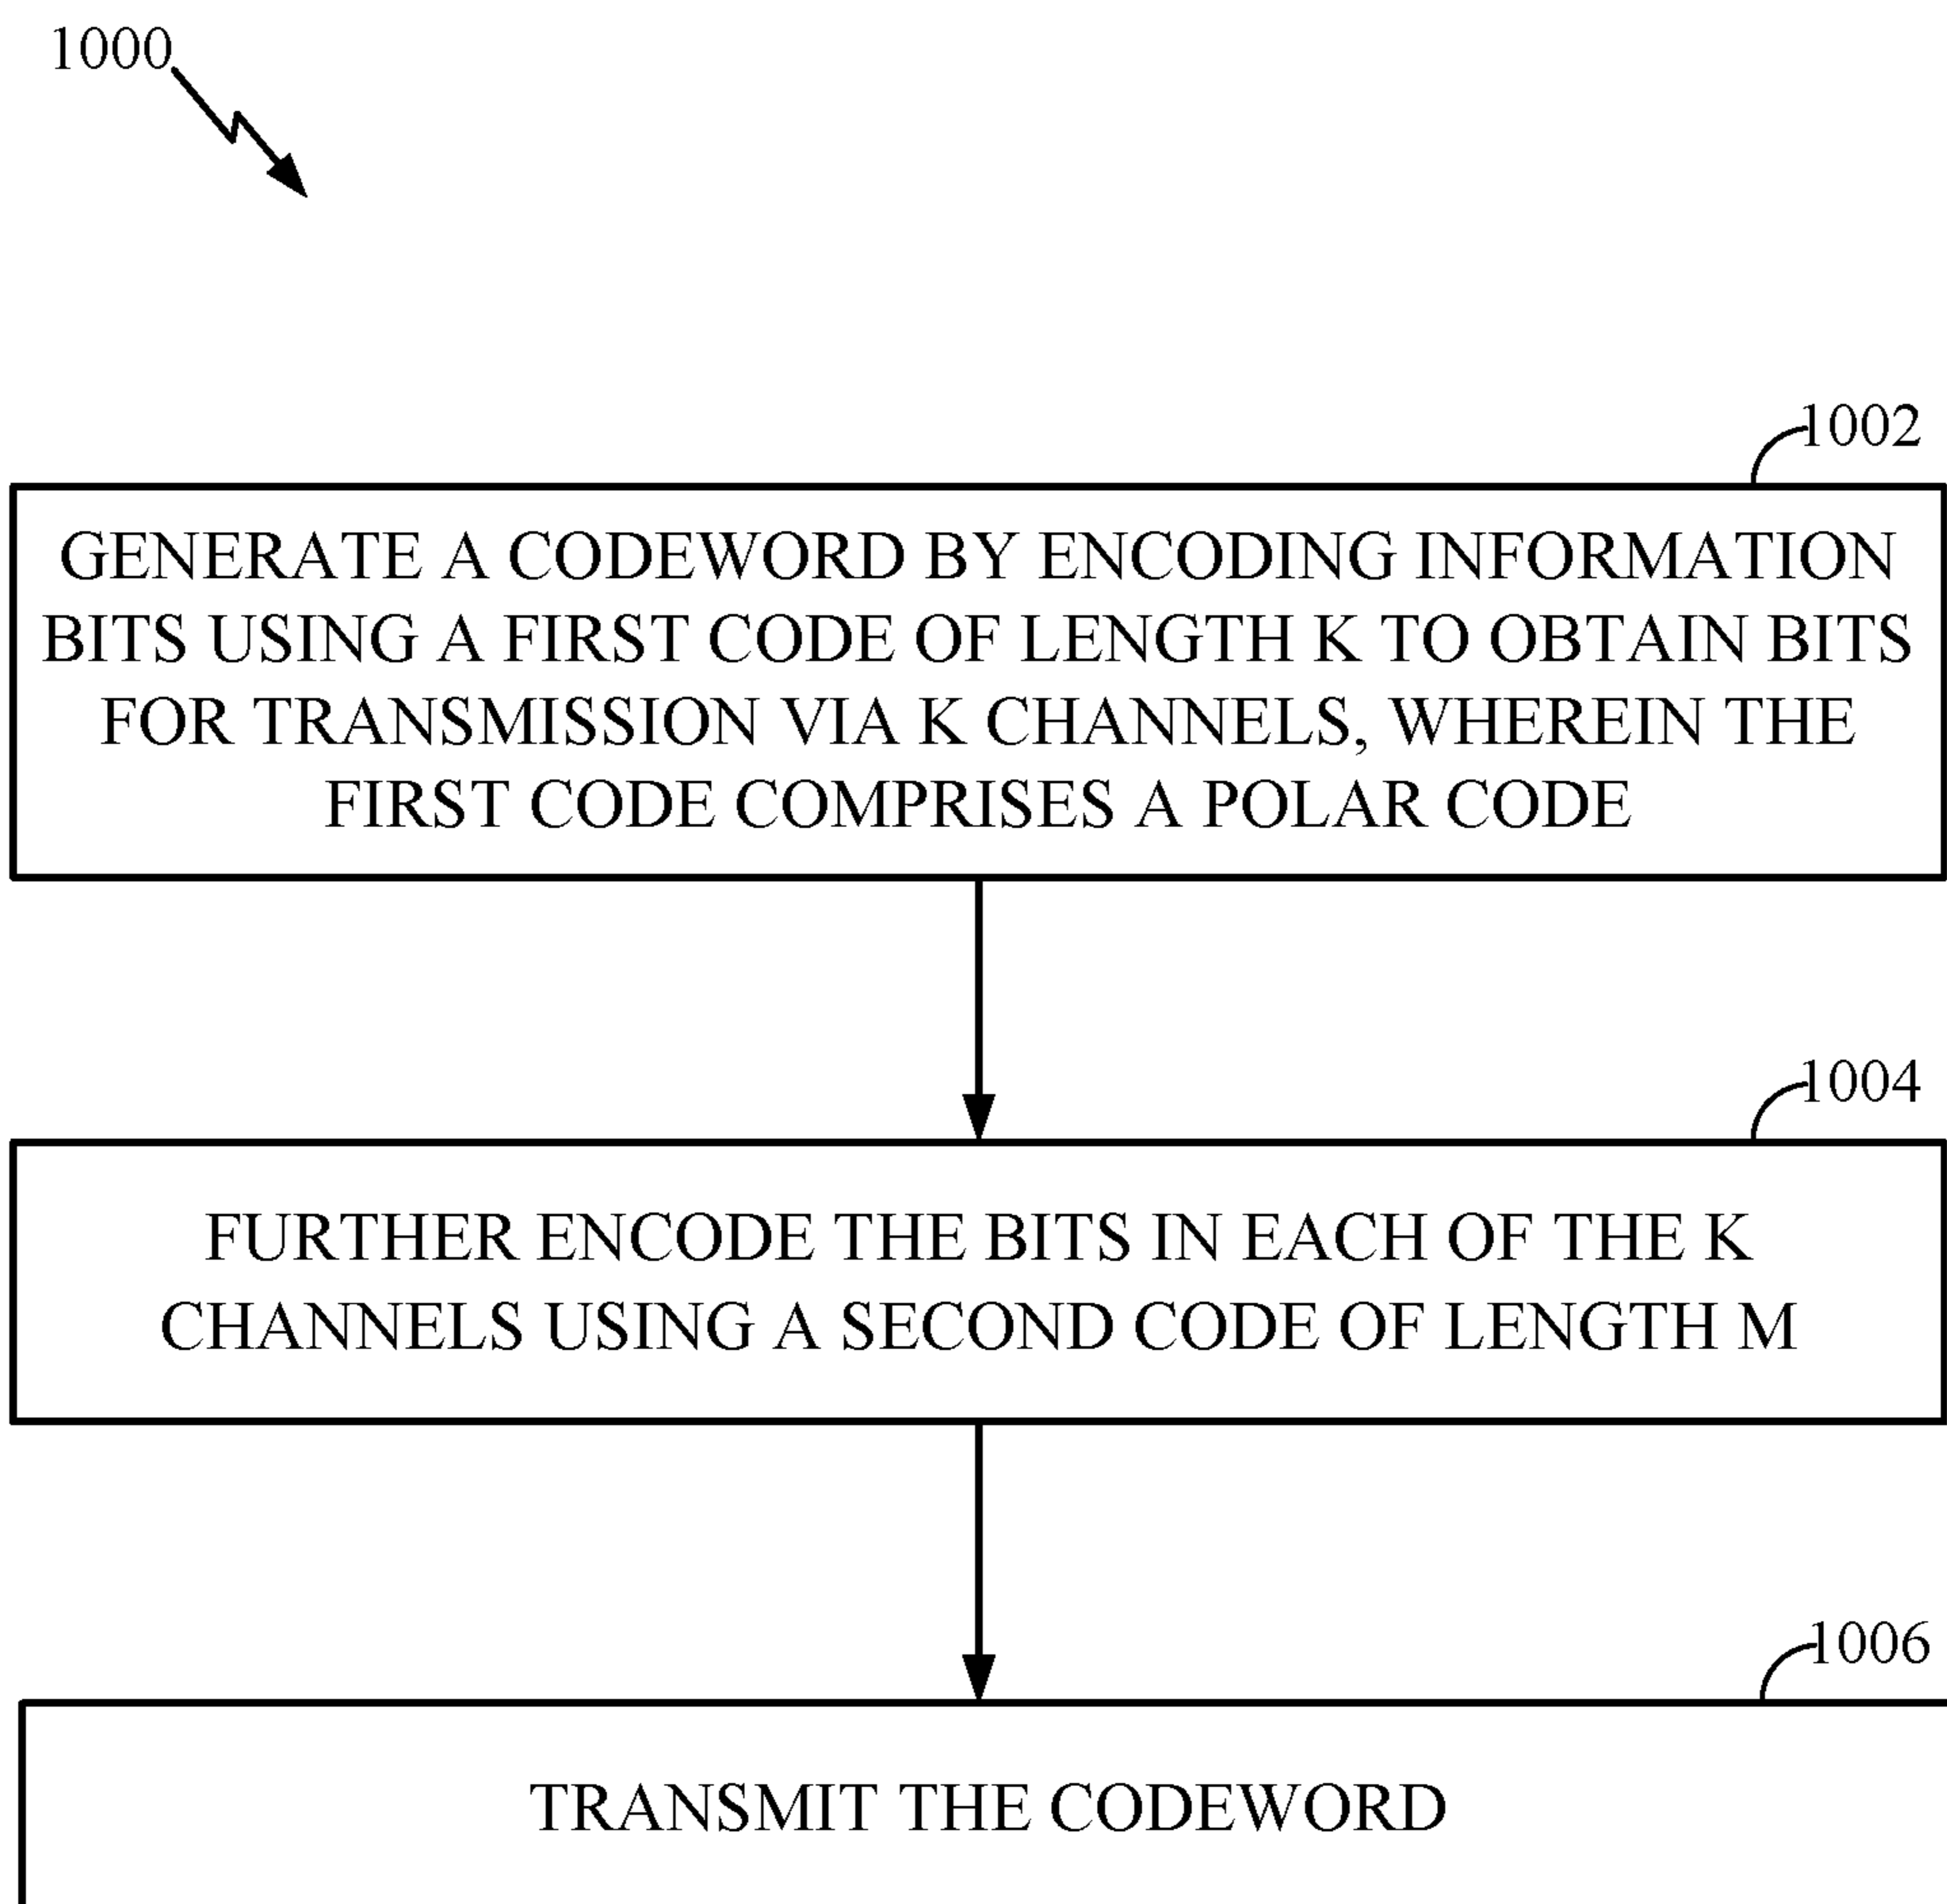 1000
1002
GENERATE A CODEWORD BY ENCODING INFORMATION
BITS USING A FIRST CODE OF LENGTH K TO OBTAIN BITS
FOR TRANSMISSION VIA K CHANNELS, WHEREIN THE
FIRST CODE COMPRISES A POLAR CODE
1004
FURTHER ENCODE THE BITS IN EACH OF THE K
CHANNELS USING A SECOND CODE OF LENGTH M
1006
TRANSMIT THE CODEWORD